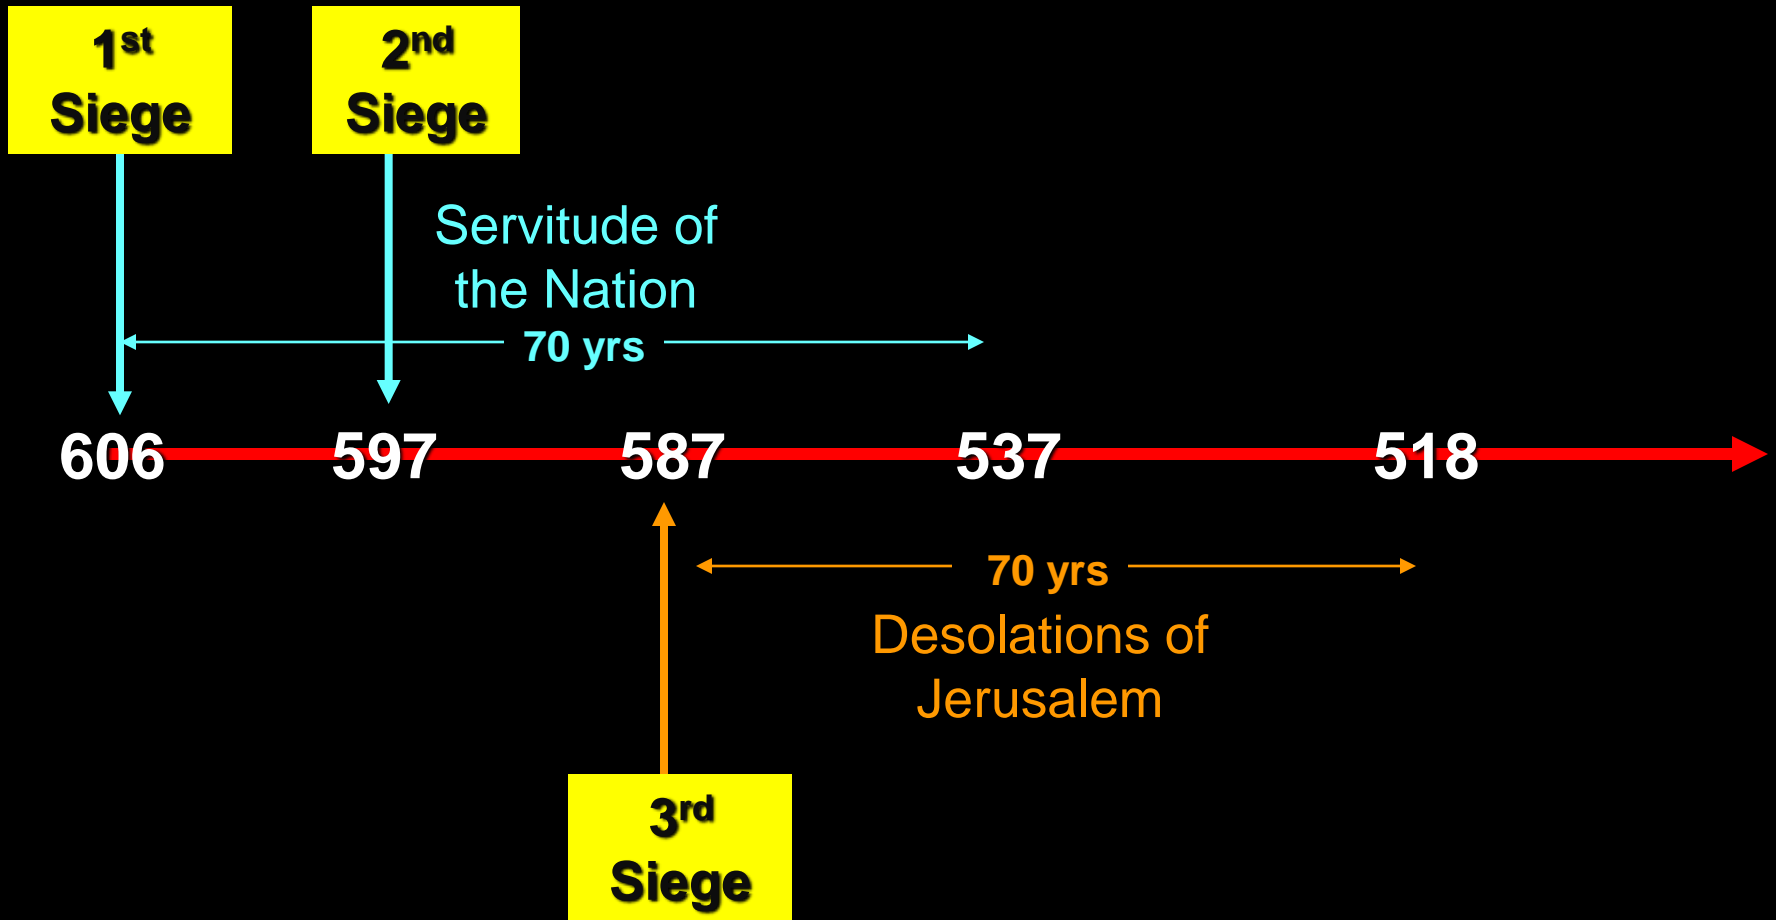 1st
Siege
2nd
Siege
Servitude of
the Nation
70 yrs
606 597 587 537 518
70 yrs
Desolations of
Jerusalem
3rd
Siege